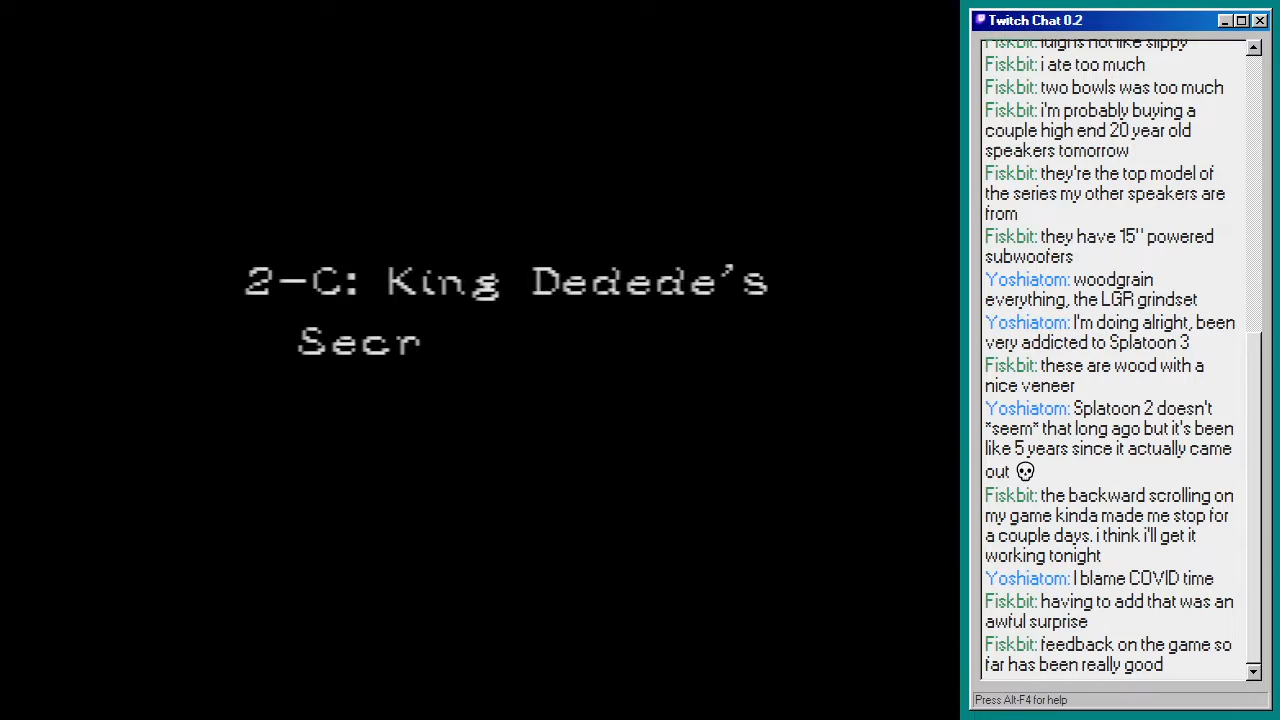 2-C: King Dedede's
Secr
Twitch Chat 0.2
Fiskbit: i ate too much
Fiskbit: two bowls was too much
Fiskbit: i'm probably buying a
couple high end 20 year old
speakers tomorrow
Fiskbit: they're the top model of
the series my other speakers are
from
Fiskbit: they have 15" powered
subwoofers
Yoshiatom: woodgrain
everything, the LGR grindset
Yoshiatom: I'm doing alright, been
very addicted to Splatoon 3
Fiskbit: these are wood with a
nice veneer
Yoshiatom: Splatoon 2 doesn't
*seem* that long ago but it's been
like 5 years since it actually came
out 💀
Fiskbit: the backward scrolling on
my game kinda made me stop for
a couple days. i think i'll get it
working tonight
Yoshiatom: I blame COVID time
Fiskbit: having to add that was an
awful surprise
Fiskbit: feedback on the game so
far has been really good
Press Alt-F4 for help